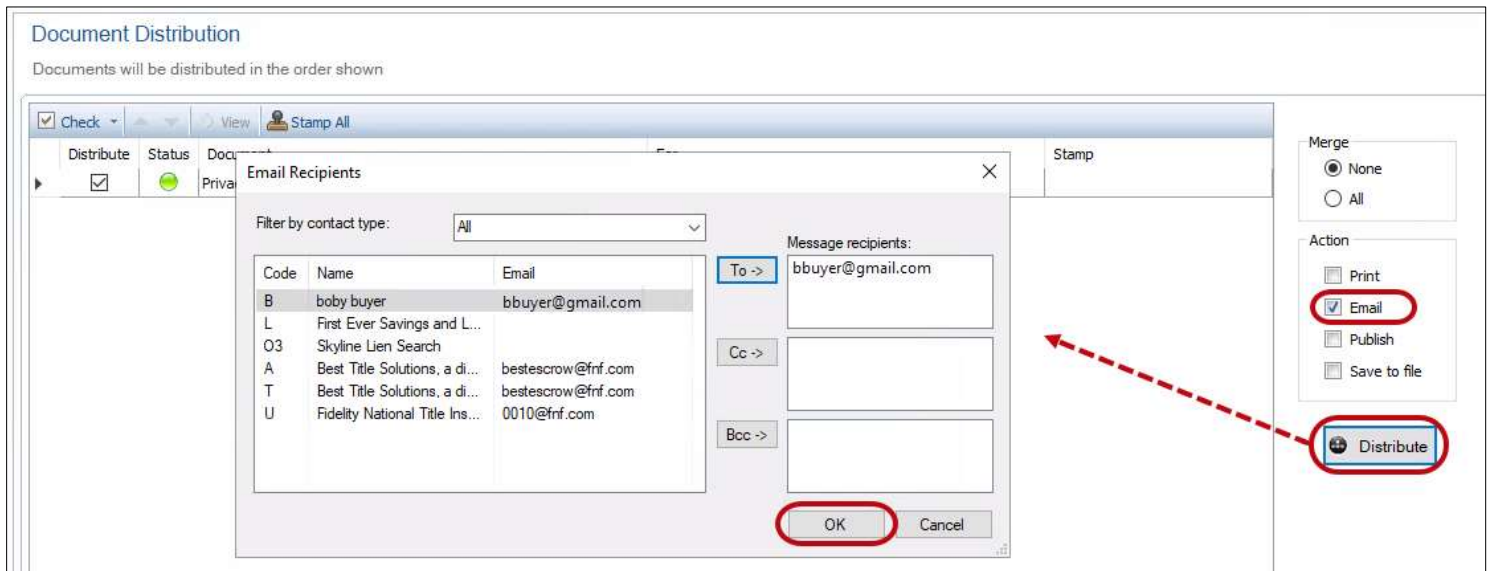 Document Distribution
Documents will be distributed in the order shown
Check View Stamp All
Distribute Status Stamp
Email Recipients
Filter by contact type: All
Message recipients:
Code Name Email To -> bbuyer@gmail.com
B boby buyer bbuyer@gmail.com
L First Ever Savings and L...
O3 Skyline Lien Search
A Best Title Solutions, a di... bestescrow@fnf.com
T Best Title Solutions, a di... bestescrow@fnf.com
U Fidelity National Title Ins... 0010@fnf.com
Cc ->
Bcc ->
OK Cancel
Merge
None
All
Action
Print
Email
Publish
Save to file
Distribute